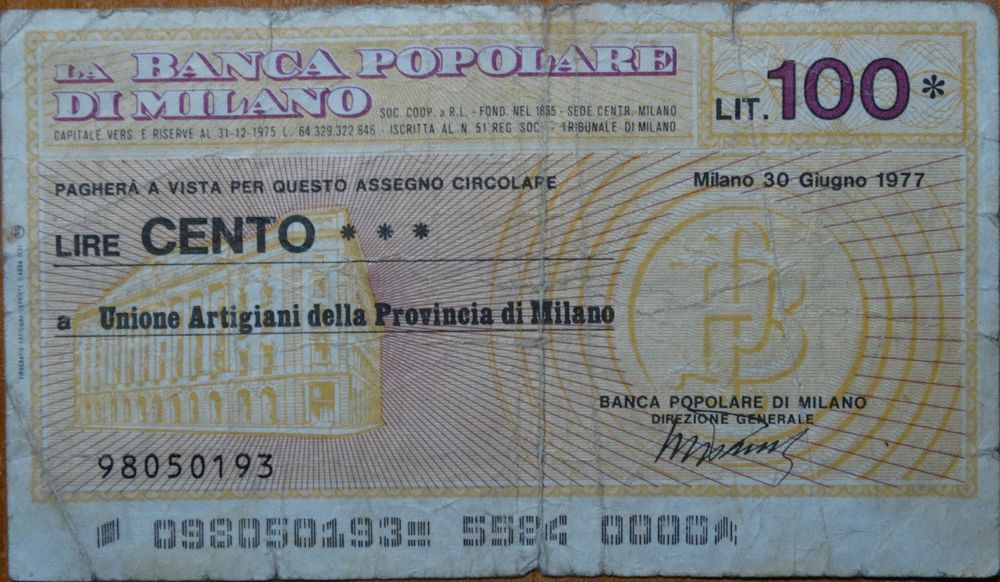 LA BANCA POPOLARE
DI MILANO
SOC. COOP. a R.L. - FOND. NEL 1865 - SEDE CENTR. MILANO
CAPITALE VERS. E RISERVE AL 31-12-1975 L. 64.329.322.846 - ISCRITTA AL N. 51 REG. SOC. - TRIBUNALE DI MILANO
LIT. 100*
PAGHERÀ A VISTA PER QUESTO ASSEGNO CIRCOLARE
Milano 30 Giugno 1977
LIRE CENTO ***
a Unione Artigiani della Provincia di Milano
BANCA POPOLARE DI MILANO
DIREZIONE GENERALE
98050193
098050193 5584 0000